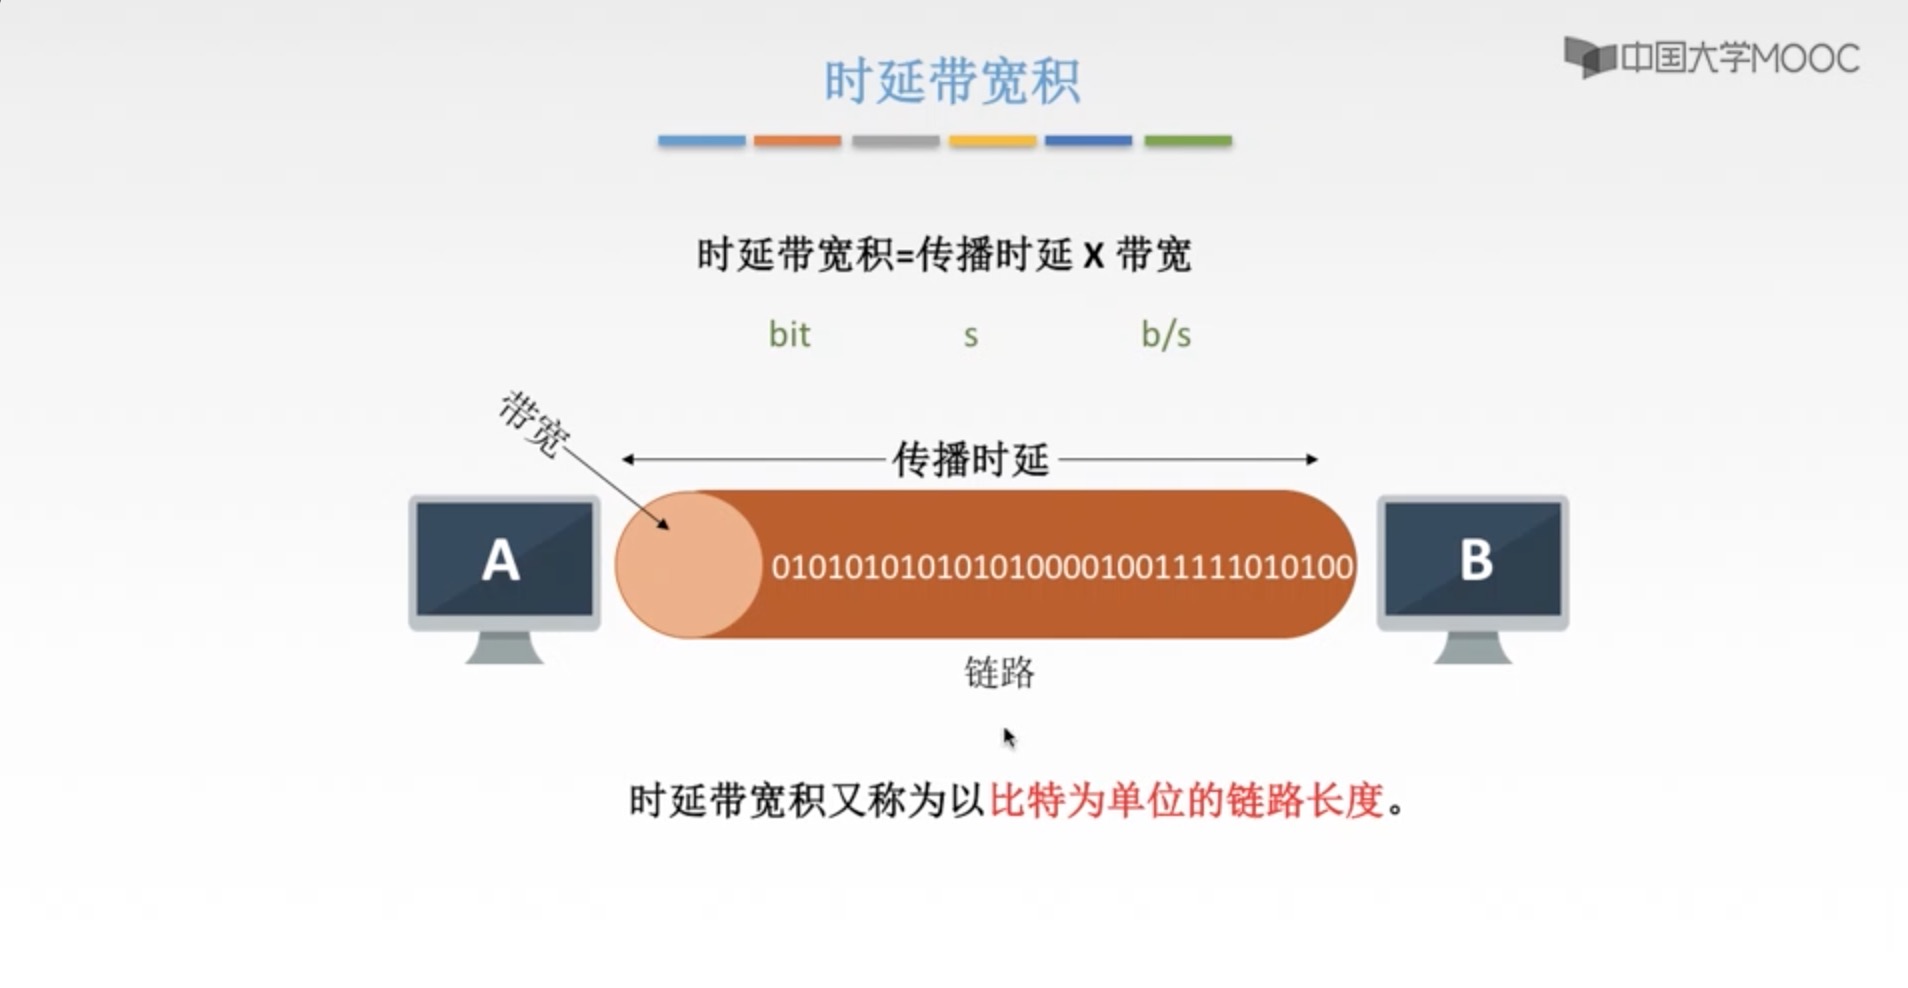 中国大学MOOC
时延带宽积
时延带宽积=传播时延 X 带宽
bit s b/s
带宽
传播时延
A
01010101010101000010011111010100
B
链路
时延带宽积又称为以比特为单位的链路长度。